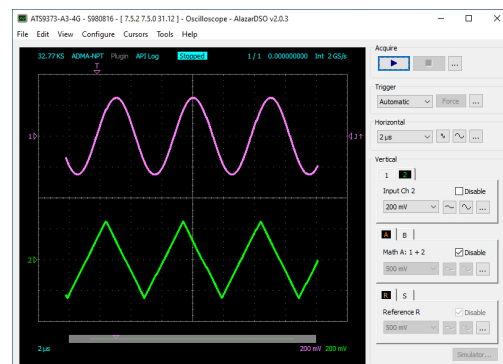 ATS9373-A3-4G - S980816 - [ 7.5.2 7.5.0 31.12 ] - Oscilloscope - AlazarDSO v2.0.3
File Edit View Configure Cursors Tools Help
32.77 KS ADMA-NPT Plugin API Log Stopped 1 / 1 0.000000000 Int 2 GS/s
T
1
1
2
2 µs 200 mV 200 mV
Acquire
...
Trigger
Automatic Force ...
Horizontal
2 µs ...
Vertical
1 2
Input Ch 2 Disable
200 mV ...
A B
Math A: 1 + 2 Disable
500 mV ...
R S
Reference R Disable
500 mV ...
Simulator...